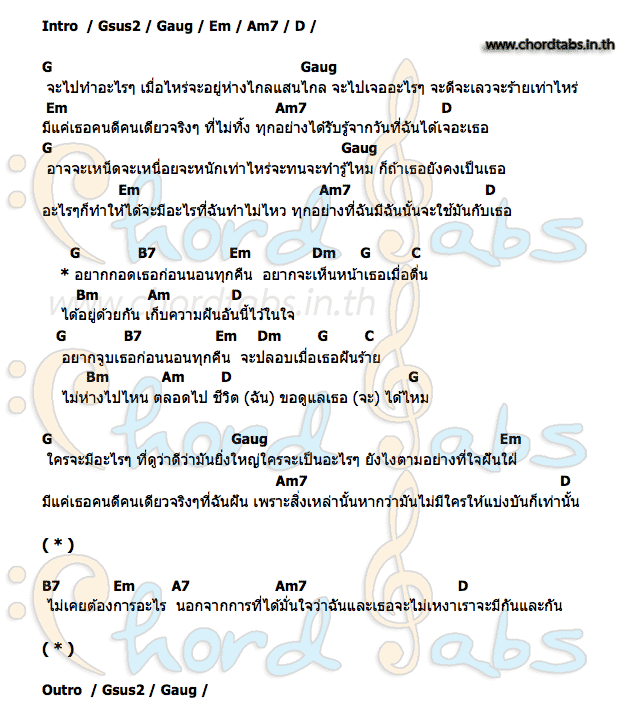 Intro / Gsus2 / Gaug / Em / Am7 / D /
www.chordtabs.in.th
G Gaug
จะไปทำอะไรๆ เมื่อไหร่จะอยู่ห่างไกลแสนไกล จะไปเจออะไรๆ จะดีจะเลวจะร้ายเท่าไหร่
Em Am7 D
มีแค่เธอคนดีคนเดียวจริงๆ ที่ไม่ทิ้ง ทุกอย่างได้รับรู้จากวันที่ฉันได้เจอะเธอ
G Gaug
อาจจะเหน็ดจะเหนื่อยจะหนักเท่าไหร่จะทนจะทำรู้ไหม ก็ถ้าเธอยังคงเป็นเธอ
Em Am7 D
อะไรๆก็ทำให้ได้จะมีอะไรที่ฉันทำไม่ไหว ทุกอย่างที่ฉันมีฉันนั้นจะใช้มันกับเธอ
G B7 Em Dm G C
* อยากกอดเธอก่อนนอนทุกคืน อยากจะเห็นหน้าเธอเมื่อตื่น
www.chordtabs.in.th
Bm Am D
ได้อยู่ด้วยกัน เก็บความฝันอันนี้ไว้ในใจ
G B7 Em Dm G C
อยากจูบเธอก่อนนอนทุกคืน จะปลอบเมื่อเธอฝันร้าย
Bm Am D G
ไม่ห่างไปไหน ตลอดไป ชีวิต (ฉัน) ขอดูแลเธอ (จะ) ได้ไหม
G Gaug Em
ใครจะมีอะไรๆ ที่ดูว่าดีว่ามันยิ่งใหญ่ใครจะเป็นอะไรๆ ยังไงตามอย่างที่ใจฝันใฝ่
Am7 D
มีแค่เธอคนดีคนเดียวจริงๆที่ฉันฝัน เพราะสิ่งเหล่านั้นหากว่ามันไม่มีใครให้แบ่งบันก็เท่านั้น
( * )
B7 Em A7 Am7 D
ไม่เคยต้องการอะไร นอกจากการที่ได้มั่นใจว่าฉันและเธอจะไม่เหงาเราจะมีกันและกัน
( * )
Outro / Gsus2 / Gaug /
Chord Tabs
Chord Tabs
Chord Tabs